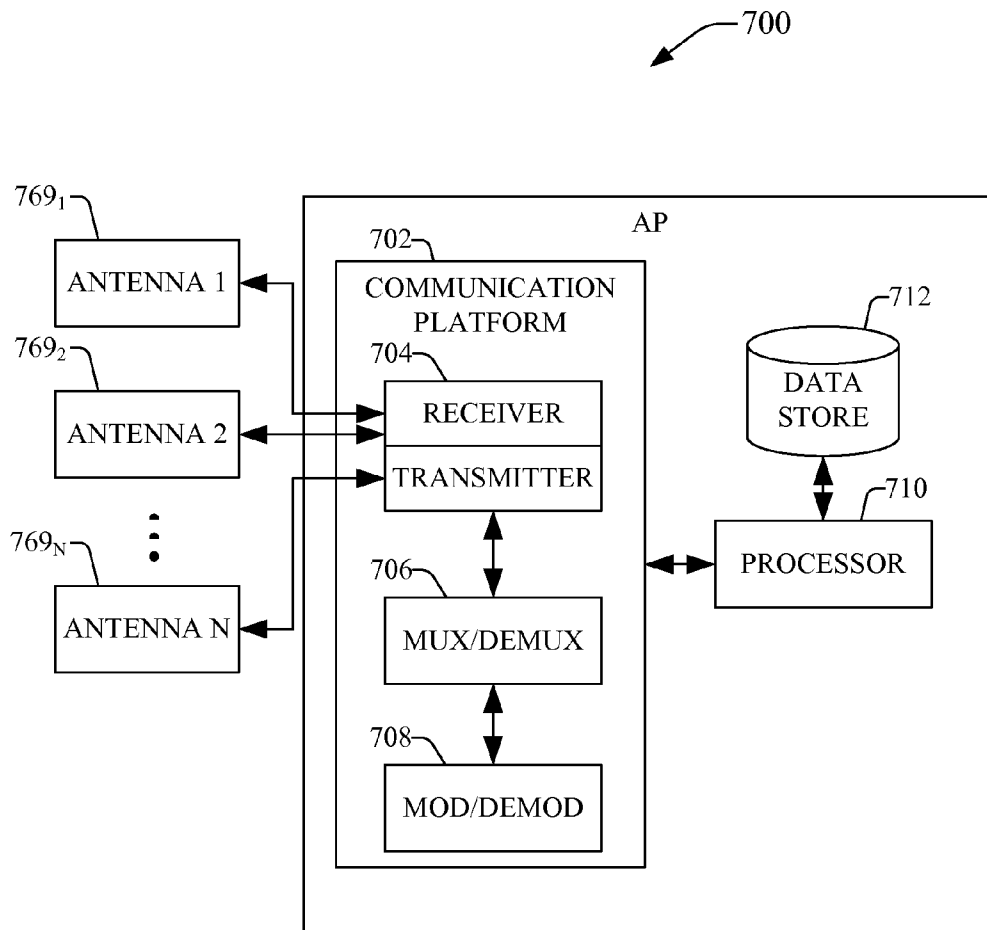 700
769₁
AP
702
ANTENNA 1
COMMUNICATION
PLATFORM
712
769₂
704
DATA
STORE
ANTENNA 2
RECEIVER
TRANSMITTER
710
769ɴ
706
PROCESSOR
ANTENNA N
MUX/DEMUX
708
MOD/DEMOD